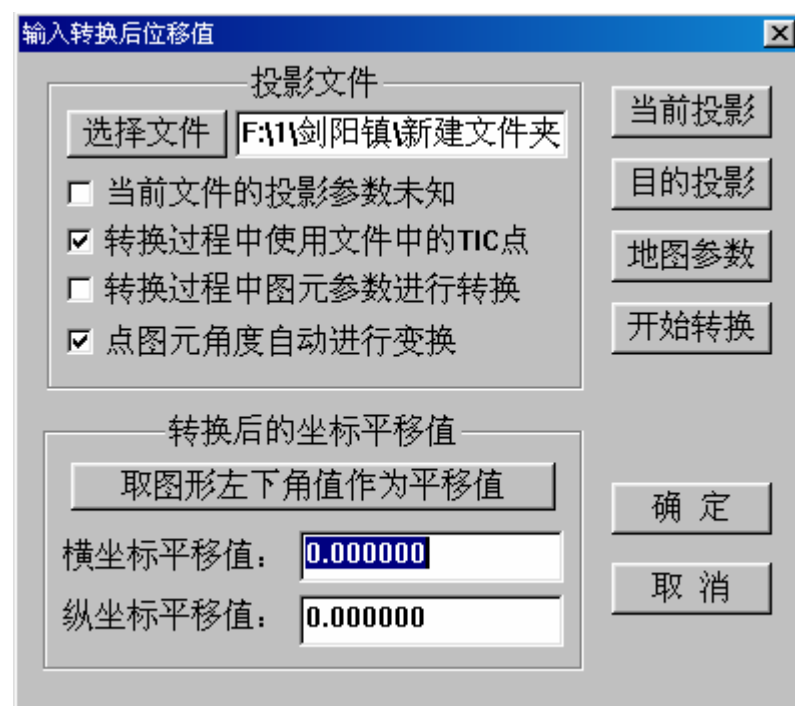 输入转换后位移值
投影文件
选择文件 F:\1\剑阳镇\新建文件夹
当前文件的投影参数未知
转换过程中使用文件中的TIC点
转换过程中图元参数进行转换
点图元角度自动进行变换
当前投影
目的投影
地图参数
开始转换
转换后的坐标平移值
取图形左下角值作为平移值
横坐标平移值： 0.000000
纵坐标平移值： 0.000000
确 定
取 消